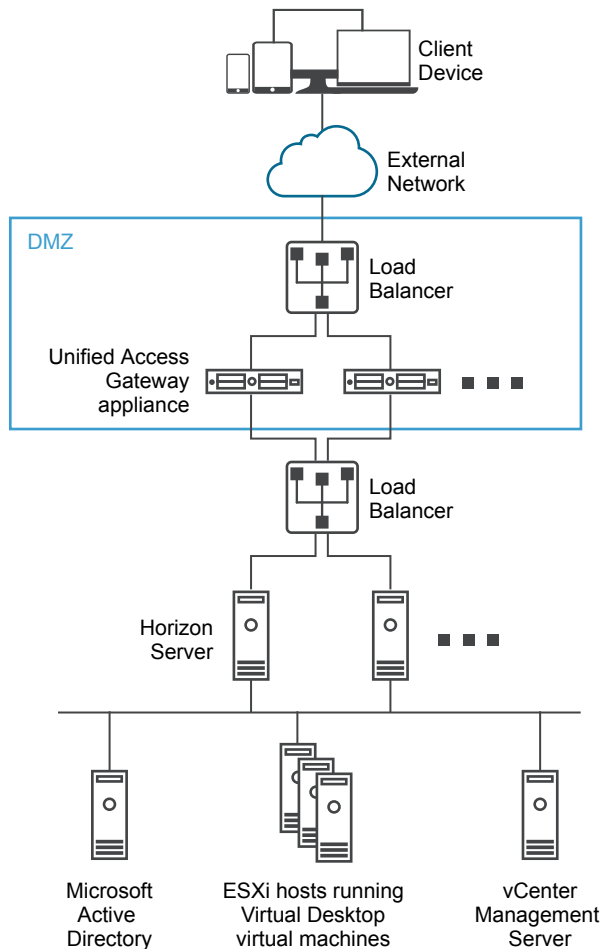 Client
Device
External
Network
DMZ
Load
Balancer
Unified Access
Gateway
appliance
Load
Balancer
Horizon
Server
Microsoft
Active
Directory
ESXi hosts running
Virtual Desktop
virtual machines
vCenter
Management
Server